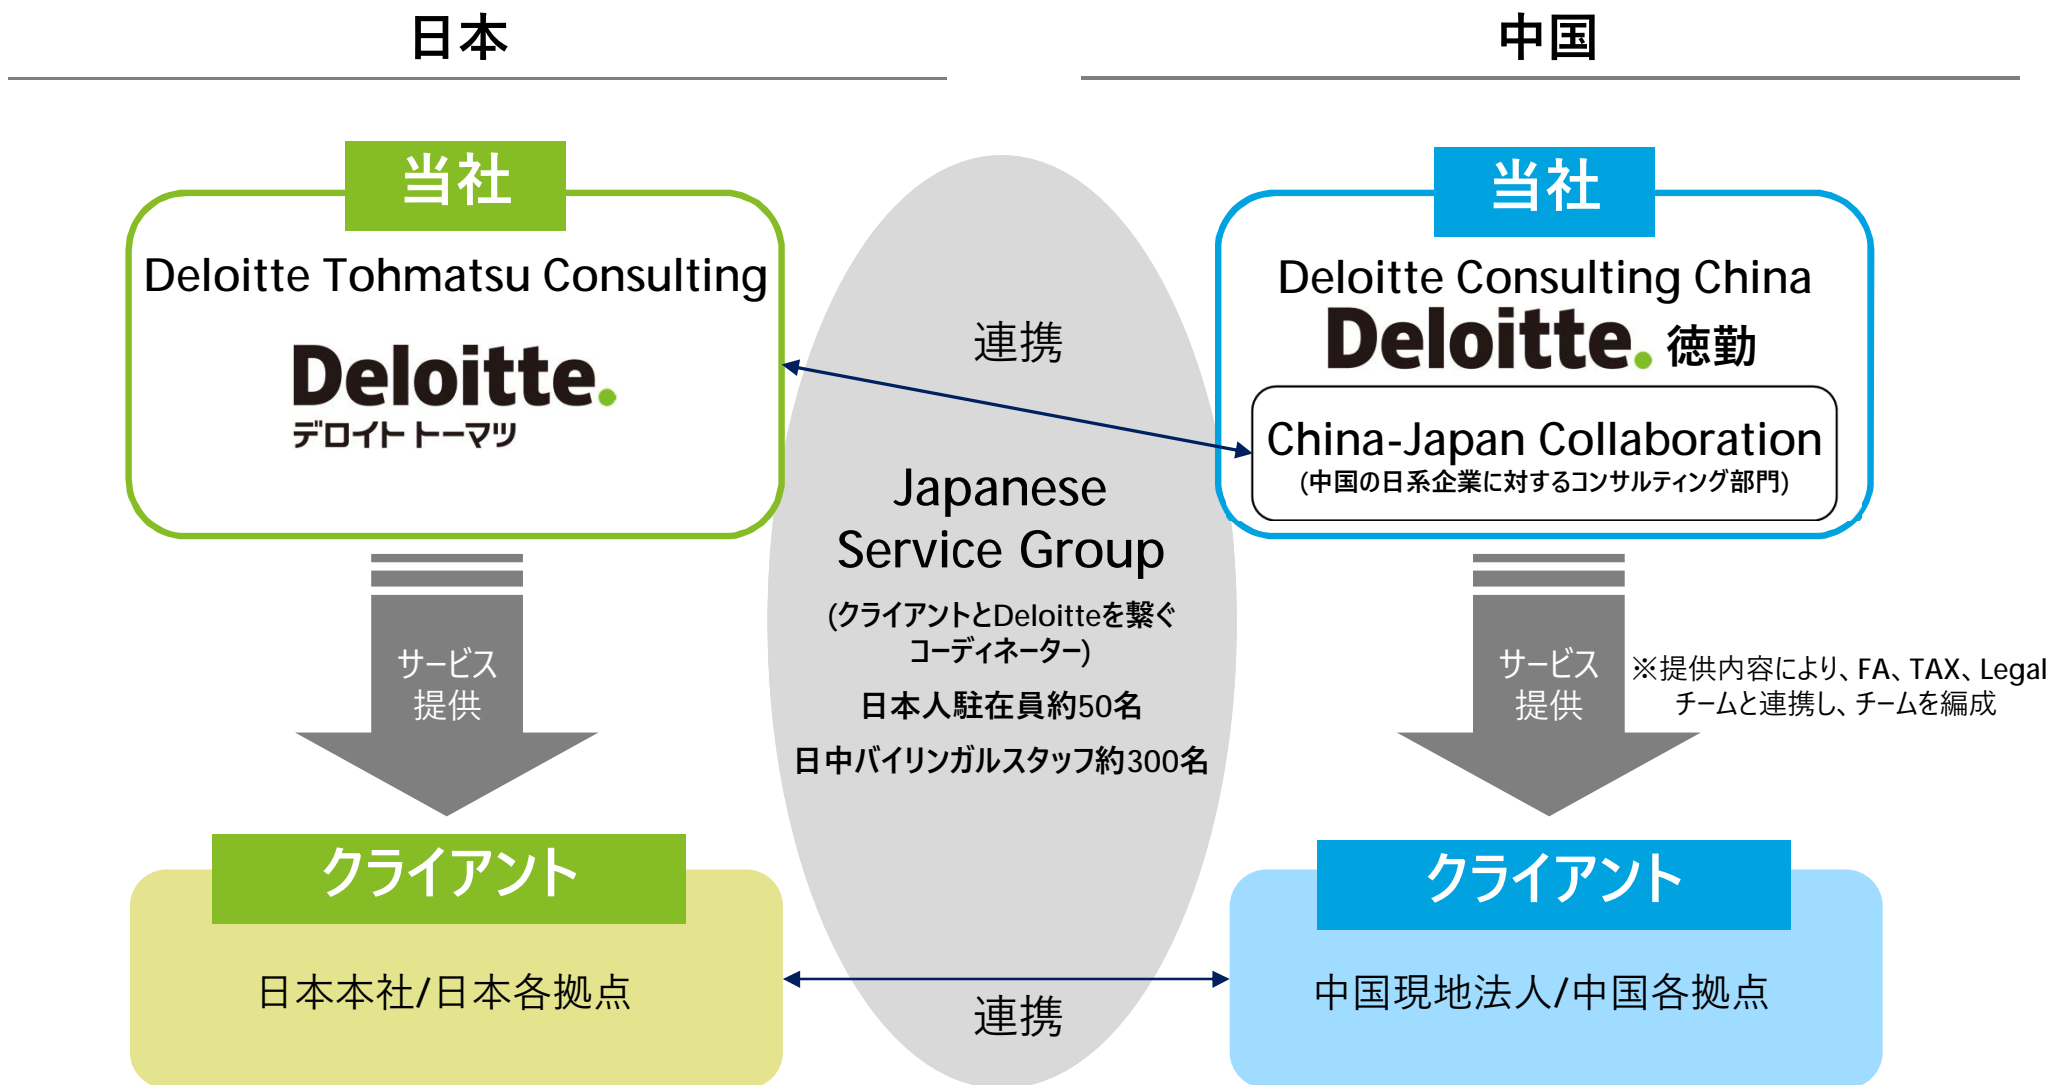 日本
中国
当社
Deloitte Tohmatsu Consulting
Deloitte.
デロイト トーマツ
当社
Deloitte Consulting China
Deloitte. 徳勤
China-Japan Collaboration
(中国の日系企業に対するコンサルティング部門)
連携
Japanese
Service Group
(クライアントとDeloitteを繋ぐ
コーディネーター)
日本人駐在員約50名
日中バイリンガルスタッフ約300名
サービス
提供
サービス
提供
※提供内容により、FA、TAX、Legal
チームと連携し、チームを編成
クライアント
日本本社/日本各拠点
連携
クライアント
中国現地法人/中国各拠点